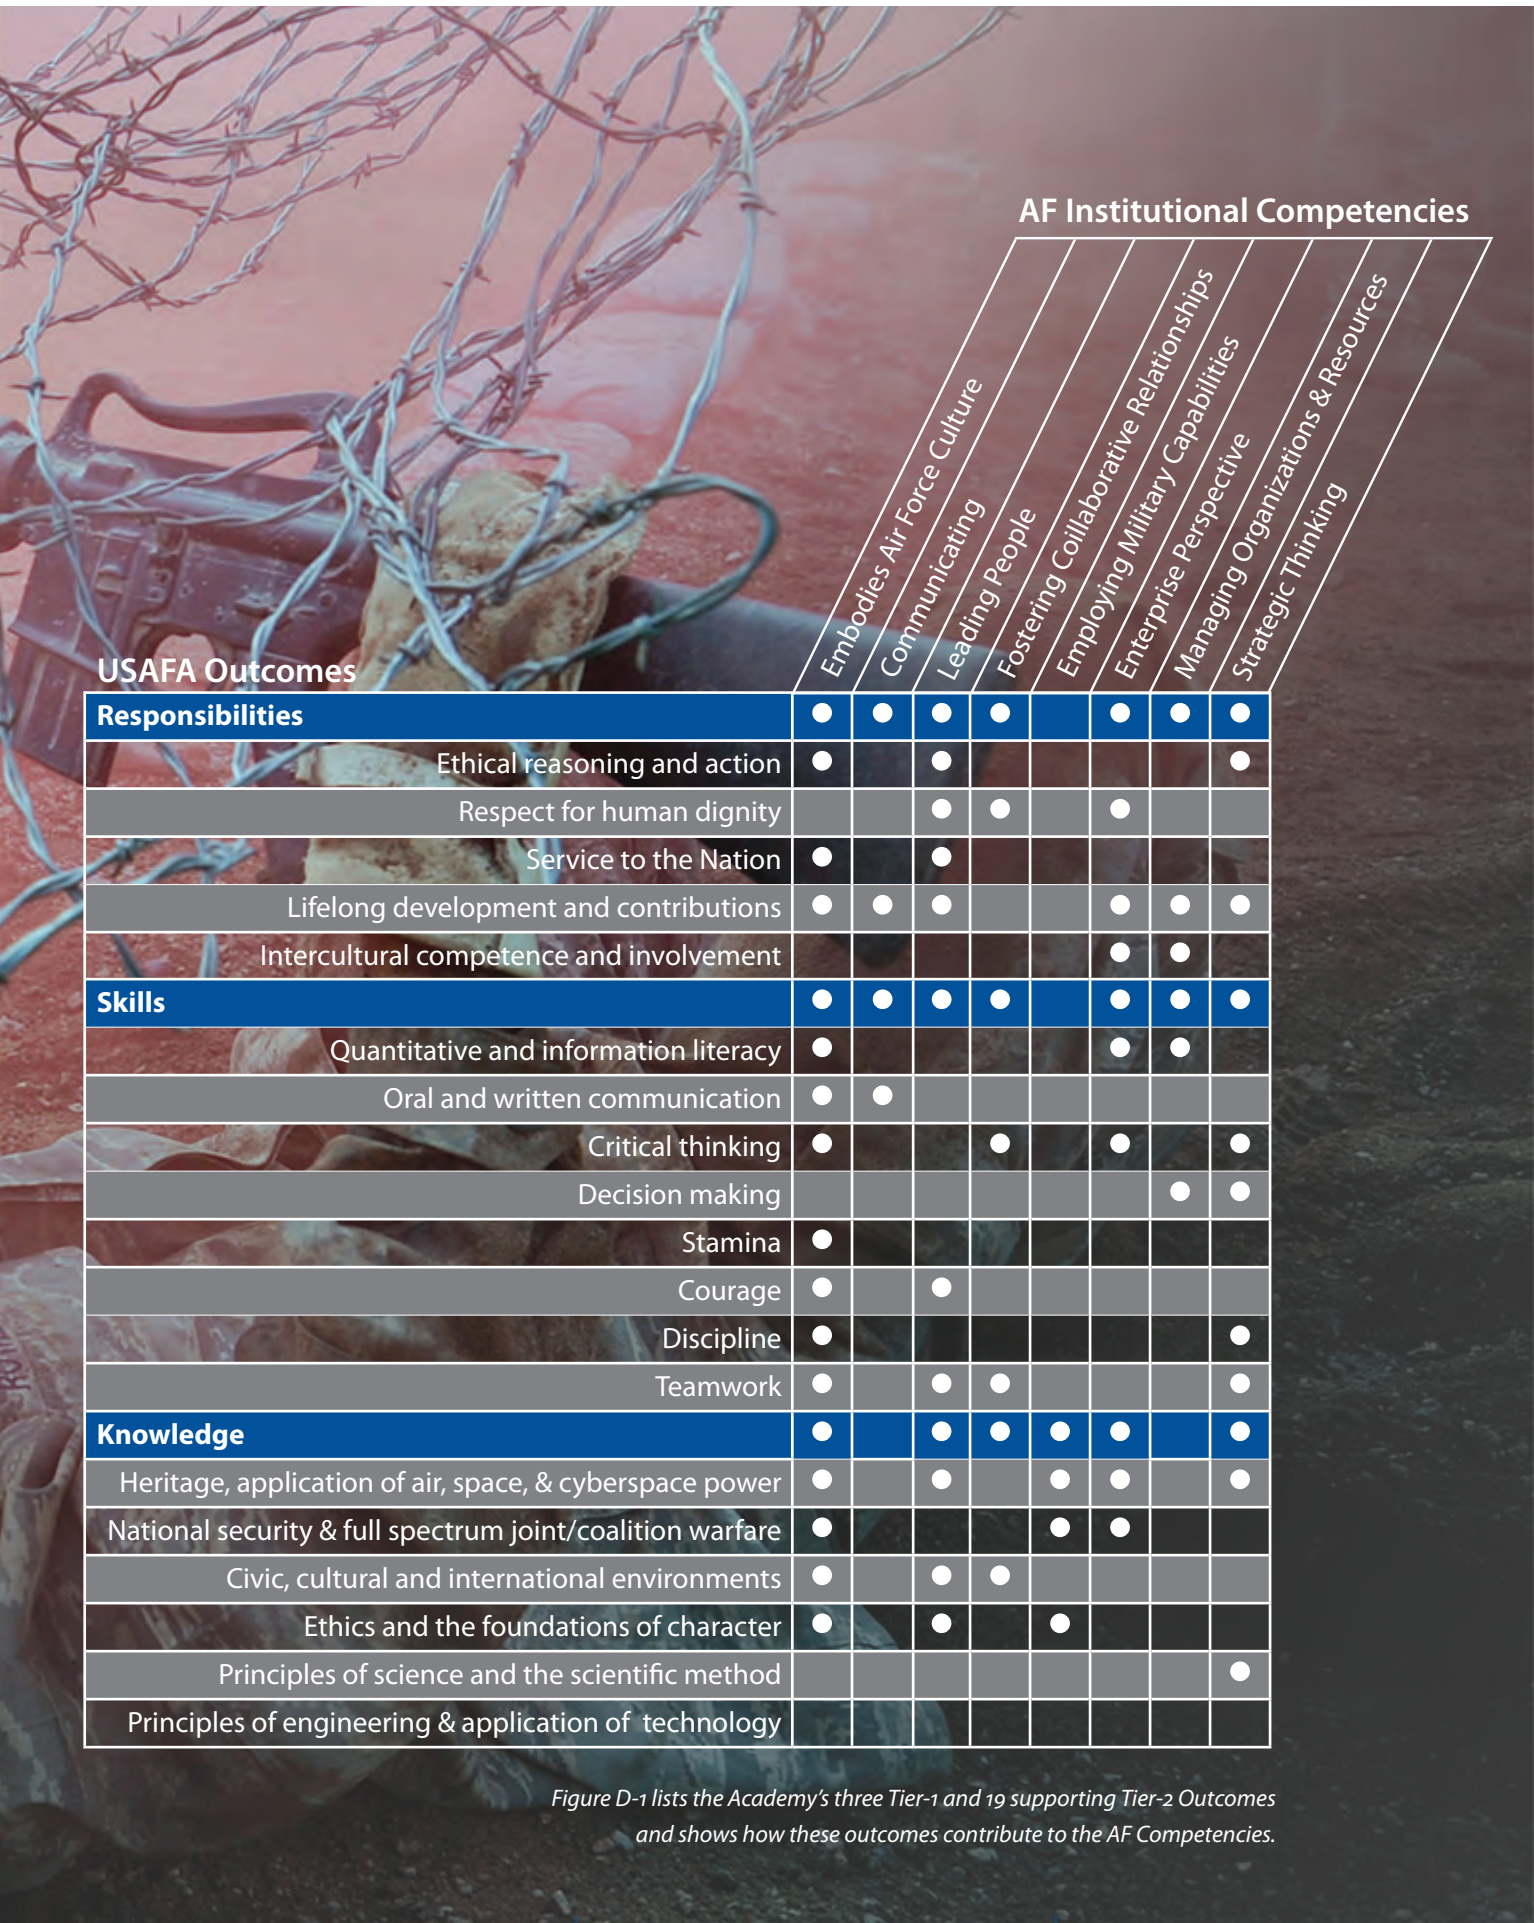 AF Institutional Competencies
Embodies Air Force Culture
Communicating
Leading People
Fostering Coillaborative Relationships
Employing Military Capabilities
Enterprise Perspective
Managing Organizations & Resources
Strategic Thinking
USAFA Outcomes
Responsibilities ● ● ● ● ● ● ●
Ethical reasoning and action ● ● ●
Respect for human dignity ● ● ●
Service to the Nation ● ●
Lifelong development and contributions ● ● ● ● ● ●
Intercultural competence and involvement ● ●
Skills ● ● ● ● ● ● ●
Quantitative and information literacy ● ● ●
Oral and written communication ● ●
Critical thinking ● ● ● ●
Decision making ● ●
Stamina ●
Courage ● ●
Discipline ● ●
Teamwork ● ● ● ●
Knowledge ● ● ● ● ● ●
Heritage, application of air, space, & cyberspace power ● ● ● ● ●
National security & full spectrum joint/coalition warfare ● ● ●
Civic, cultural and international environments ● ● ●
Ethics and the foundations of character ● ● ●
Principles of science and the scientific method ●
Principles of engineering & application of technology
Figure D-1 lists the Academy's three Tier-1 and 19 supporting Tier-2 Outcomes
and shows how these outcomes contribute to the AF Competencies.